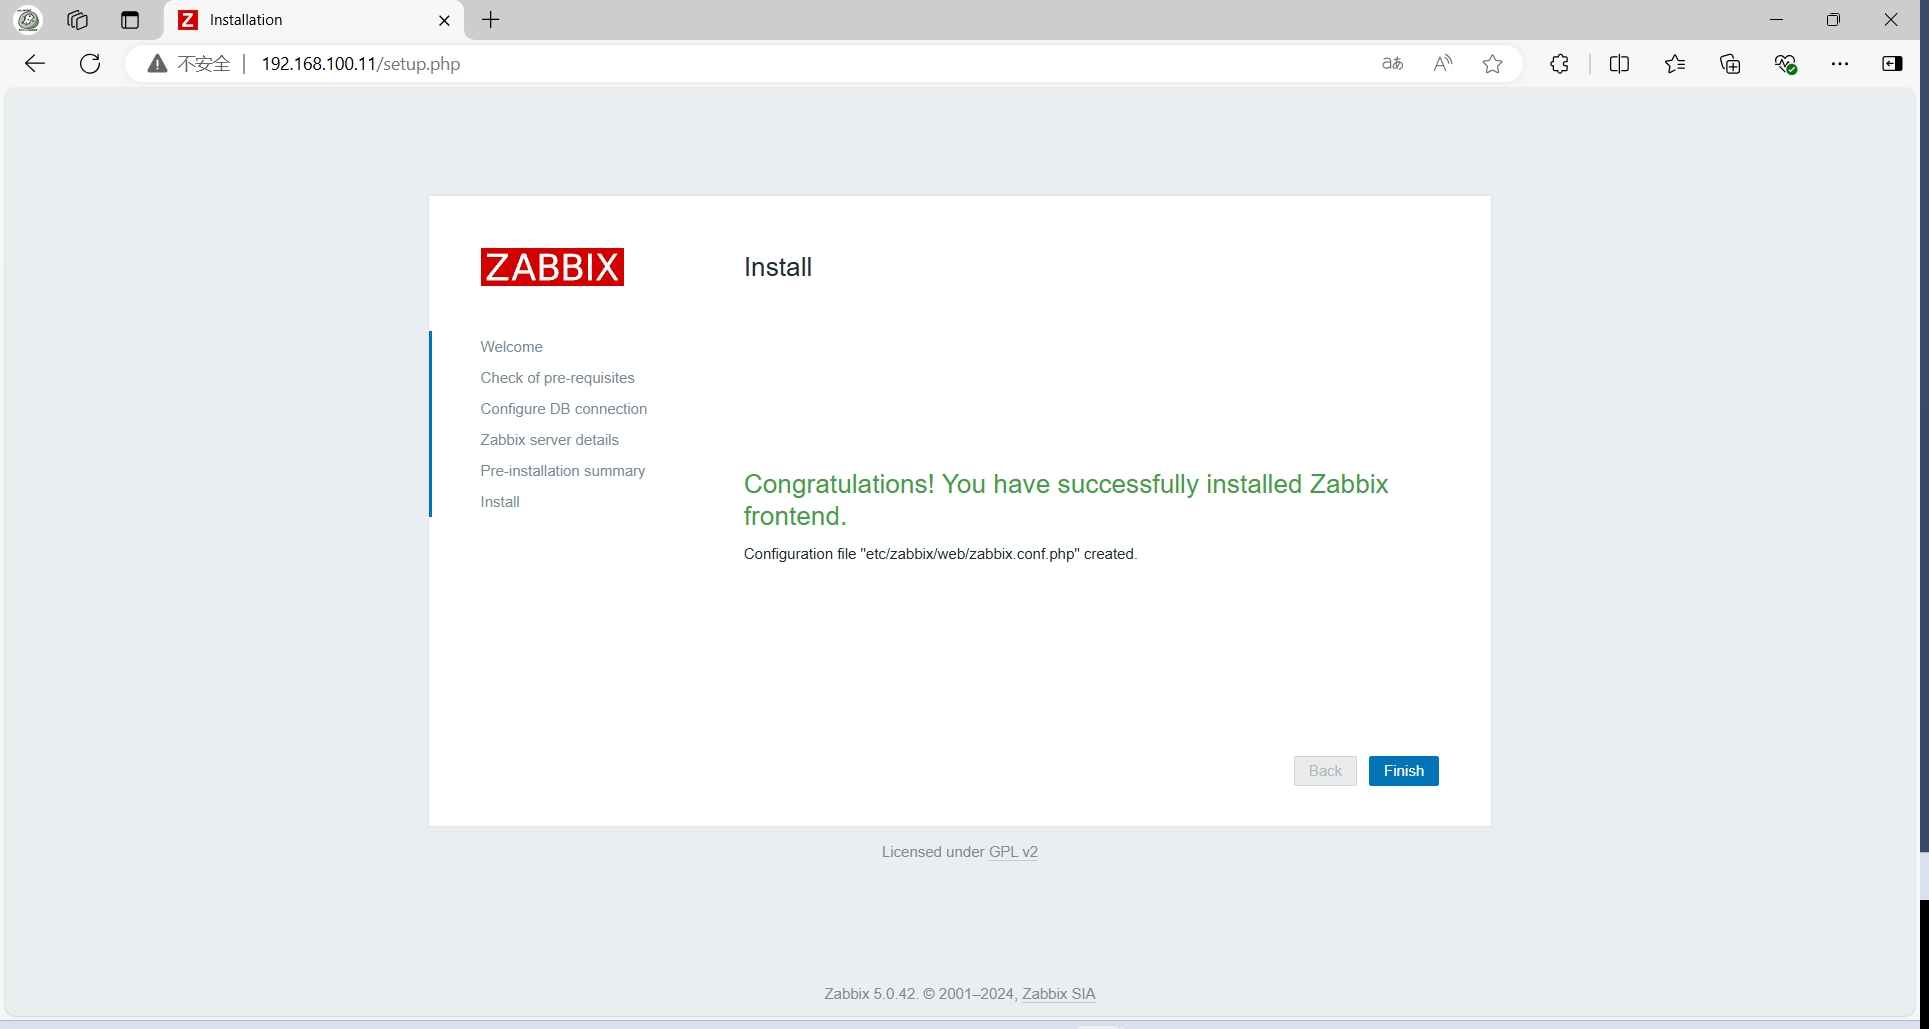 Installation
不安全 192.168.100.11/setup.php
ZABBIX
Install
Welcome
Check of pre-requisites
Configure DB connection
Zabbix server details
Pre-installation summary
Install
Congratulations! You have successfully installed Zabbix
frontend.
Configuration file "etc/zabbix/web/zabbix.conf.php" created.
Back Finish
Licensed under GPL v2
Zabbix 5.0.42. © 2001–2024, Zabbix SIA